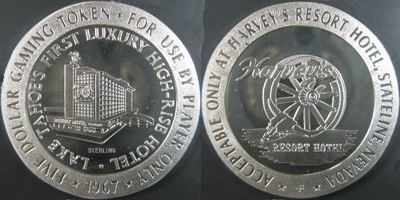 FIVE DOLLAR GAMING TOKEN · FOR USE BY PLAYER ONLY
* 1967 *
LAKE TAHOE'S FIRST LUXURY HIGH-RISE HOTEL
STERLING
ACCEPTABLE ONLY AT HARVEY'S RESORT HOTEL, STATELINE, NEVADA
Harvey's
RESORT HOTEL